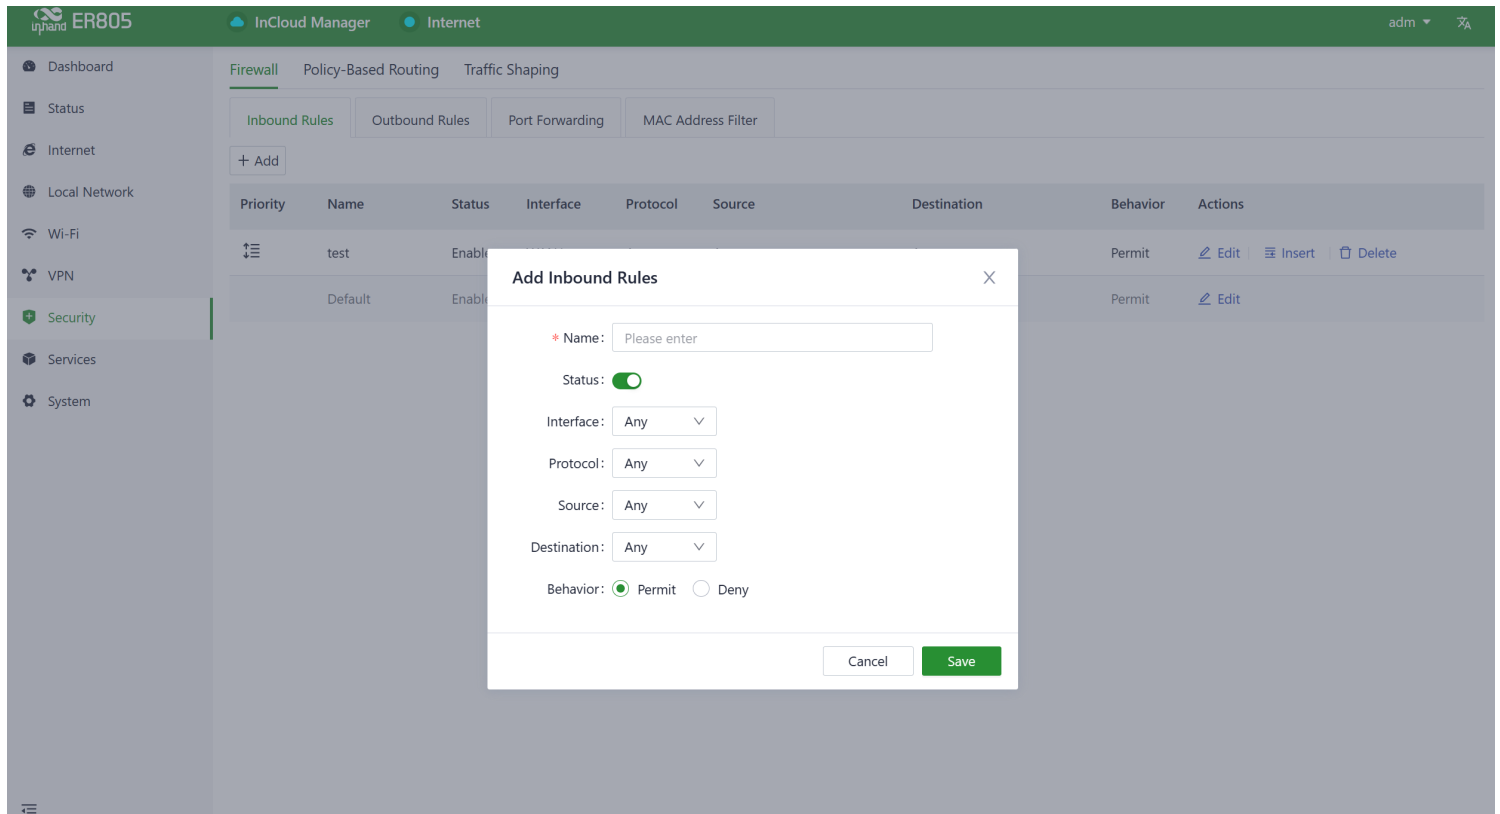 inhand ER805 InCloud Manager Internet adm
Dashboard
Status
Internet
Local Network
Wi-Fi
VPN
Security
Services
System
Firewall Policy-Based Routing Traffic Shaping
Inbound Rules Outbound Rules Port Forwarding MAC Address Filter
+ Add
Priority Name Status Interface Protocol Source Destination Behavior Actions
test Enable Permit Edit Insert Delete
Default Enable Permit Edit
Add Inbound Rules
* Name: Please enter
Status:
Interface: Any
Protocol: Any
Source: Any
Destination: Any
Behavior: Permit Deny
Cancel Save